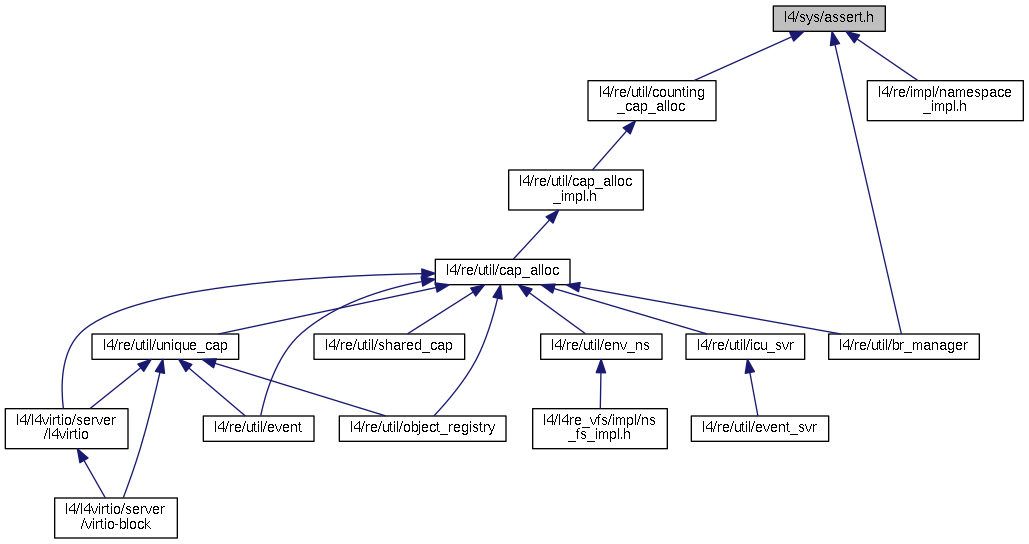 l4/sys/assert.h
l4/re/util/counting
_cap_alloc
l4/re/impl/namespace
_impl.h
l4/re/util/cap_alloc
_impl.h
l4/re/util/cap_alloc
l4/re/util/unique_cap
l4/re/util/shared_cap
l4/re/util/env_ns
l4/re/util/icu_svr
l4/re/util/br_manager
l4/l4virtio/server
/l4virtio
l4/re/util/event
l4/re/util/object_registry
l4/l4re_vfs/impl/ns
_fs_impl.h
l4/re/util/event_svr
l4/l4virtio/server
/virtio-block